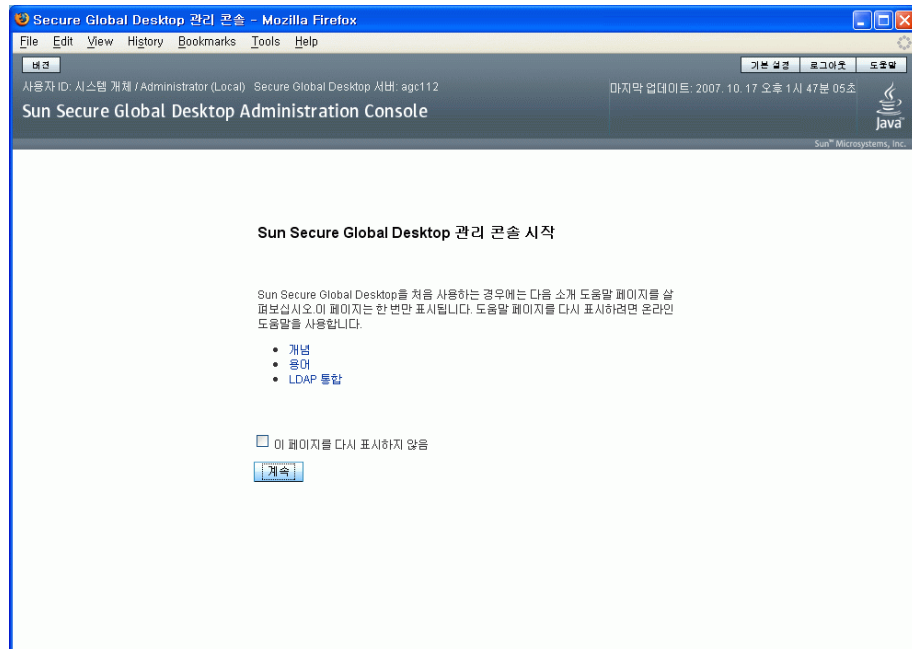 Secure Global Desktop 관리 콘솔 - Mozilla Firefox
File Edit View History Bookmarks Tools Help
버전 기본 설정 로그아웃 도움말
사용자 ID: 시스템 개체 / Administrator (Local) Secure Global Desktop 서버: agc112 마지막 업데이트: 2007. 10. 17 오후 1시 47분 05초
Sun Secure Global Desktop Administration Console
Java™
Sun™ Microsystems, Inc.
Sun Secure Global Desktop 관리 콘솔 시작
Sun Secure Global Desktop을 처음 사용하는 경우에는 다음 소개 도움말 페이지를 살
펴보십시오.이 페이지는 한 번만 표시됩니다. 도움말 페이지를 다시 표시하려면 온라인
도움말을 사용합니다.
• 개념
• 용어
• LDAP 통합
이 페이지를 다시 표시하지 않음
계속